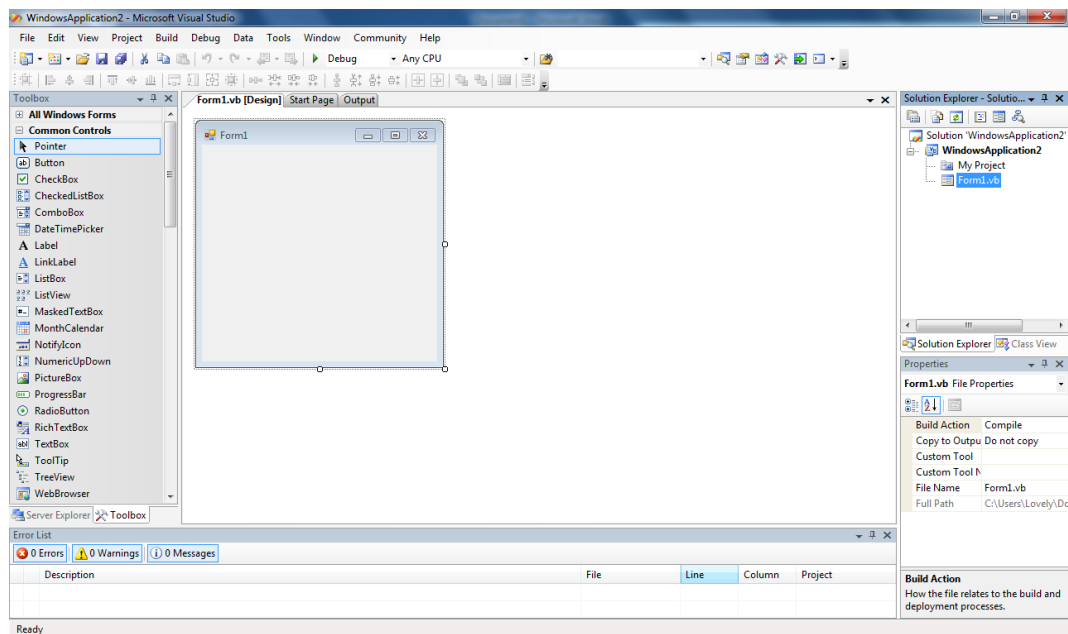 WindowsApplication2 - Microsoft Visual Studio
File Edit View Project Build Debug Data Tools Window Community Help
Debug Any CPU
Toolbox
All Windows Forms
Common Controls
Pointer
Button
CheckBox
CheckedListBox
ComboBox
DateTimePicker
Label
LinkLabel
ListBox
ListView
MaskedTextBox
MonthCalendar
NotifyIcon
NumericUpDown
PictureBox
ProgressBar
RadioButton
RichTextBox
TextBox
ToolTip
TreeView
WebBrowser
Server Explorer Toolbox
Form1.vb [Design] Start Page Output
Form1
Solution Explorer - Solutio...
Solution 'WindowsApplication2'
WindowsApplication2
My Project
Form1.vb
Solution Explorer Class View
Properties
Form1.vb File Properties
Build Action Compile
Copy to Outpu Do not copy
Custom Tool
Custom Tool N
File Name Form1.vb
Full Path C:\Users\Lovely\Do
Build Action
How the file relates to the build and
deployment processes.
Error List
0 Errors 0 Warnings 0 Messages
Description File Line Column Project
Ready